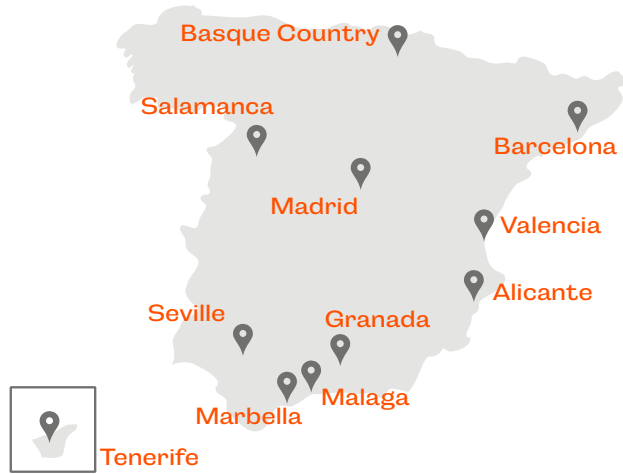 Basque Country
Salamanca
Barcelona
Madrid
Valencia
Alicante
Seville
Granada
Malaga
Marbella
Tenerife